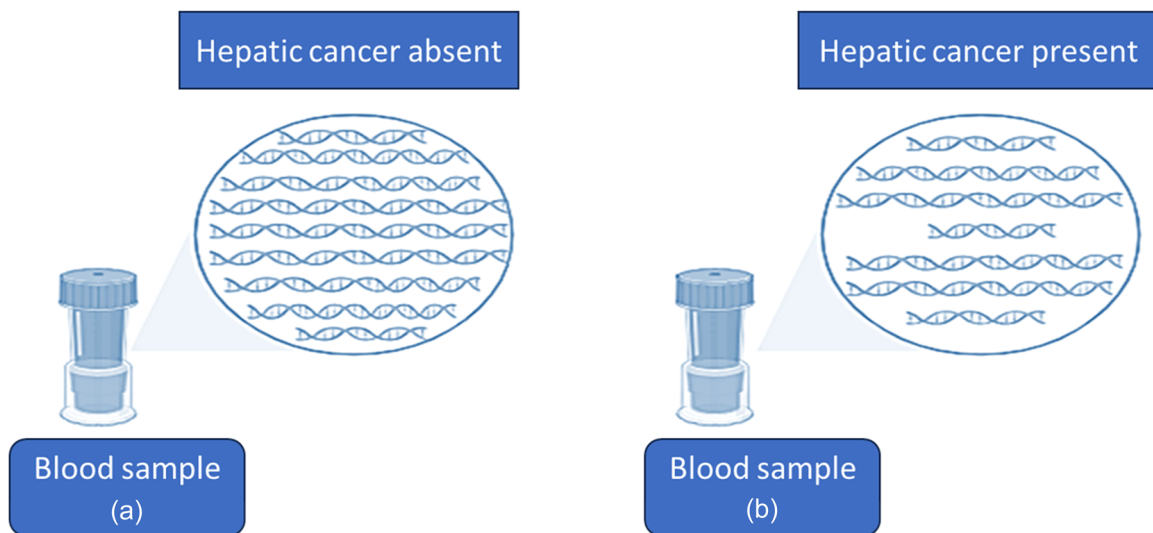 Hepatic cancer absent
Hepatic cancer present
Blood sample
(a)
Blood sample
(b)